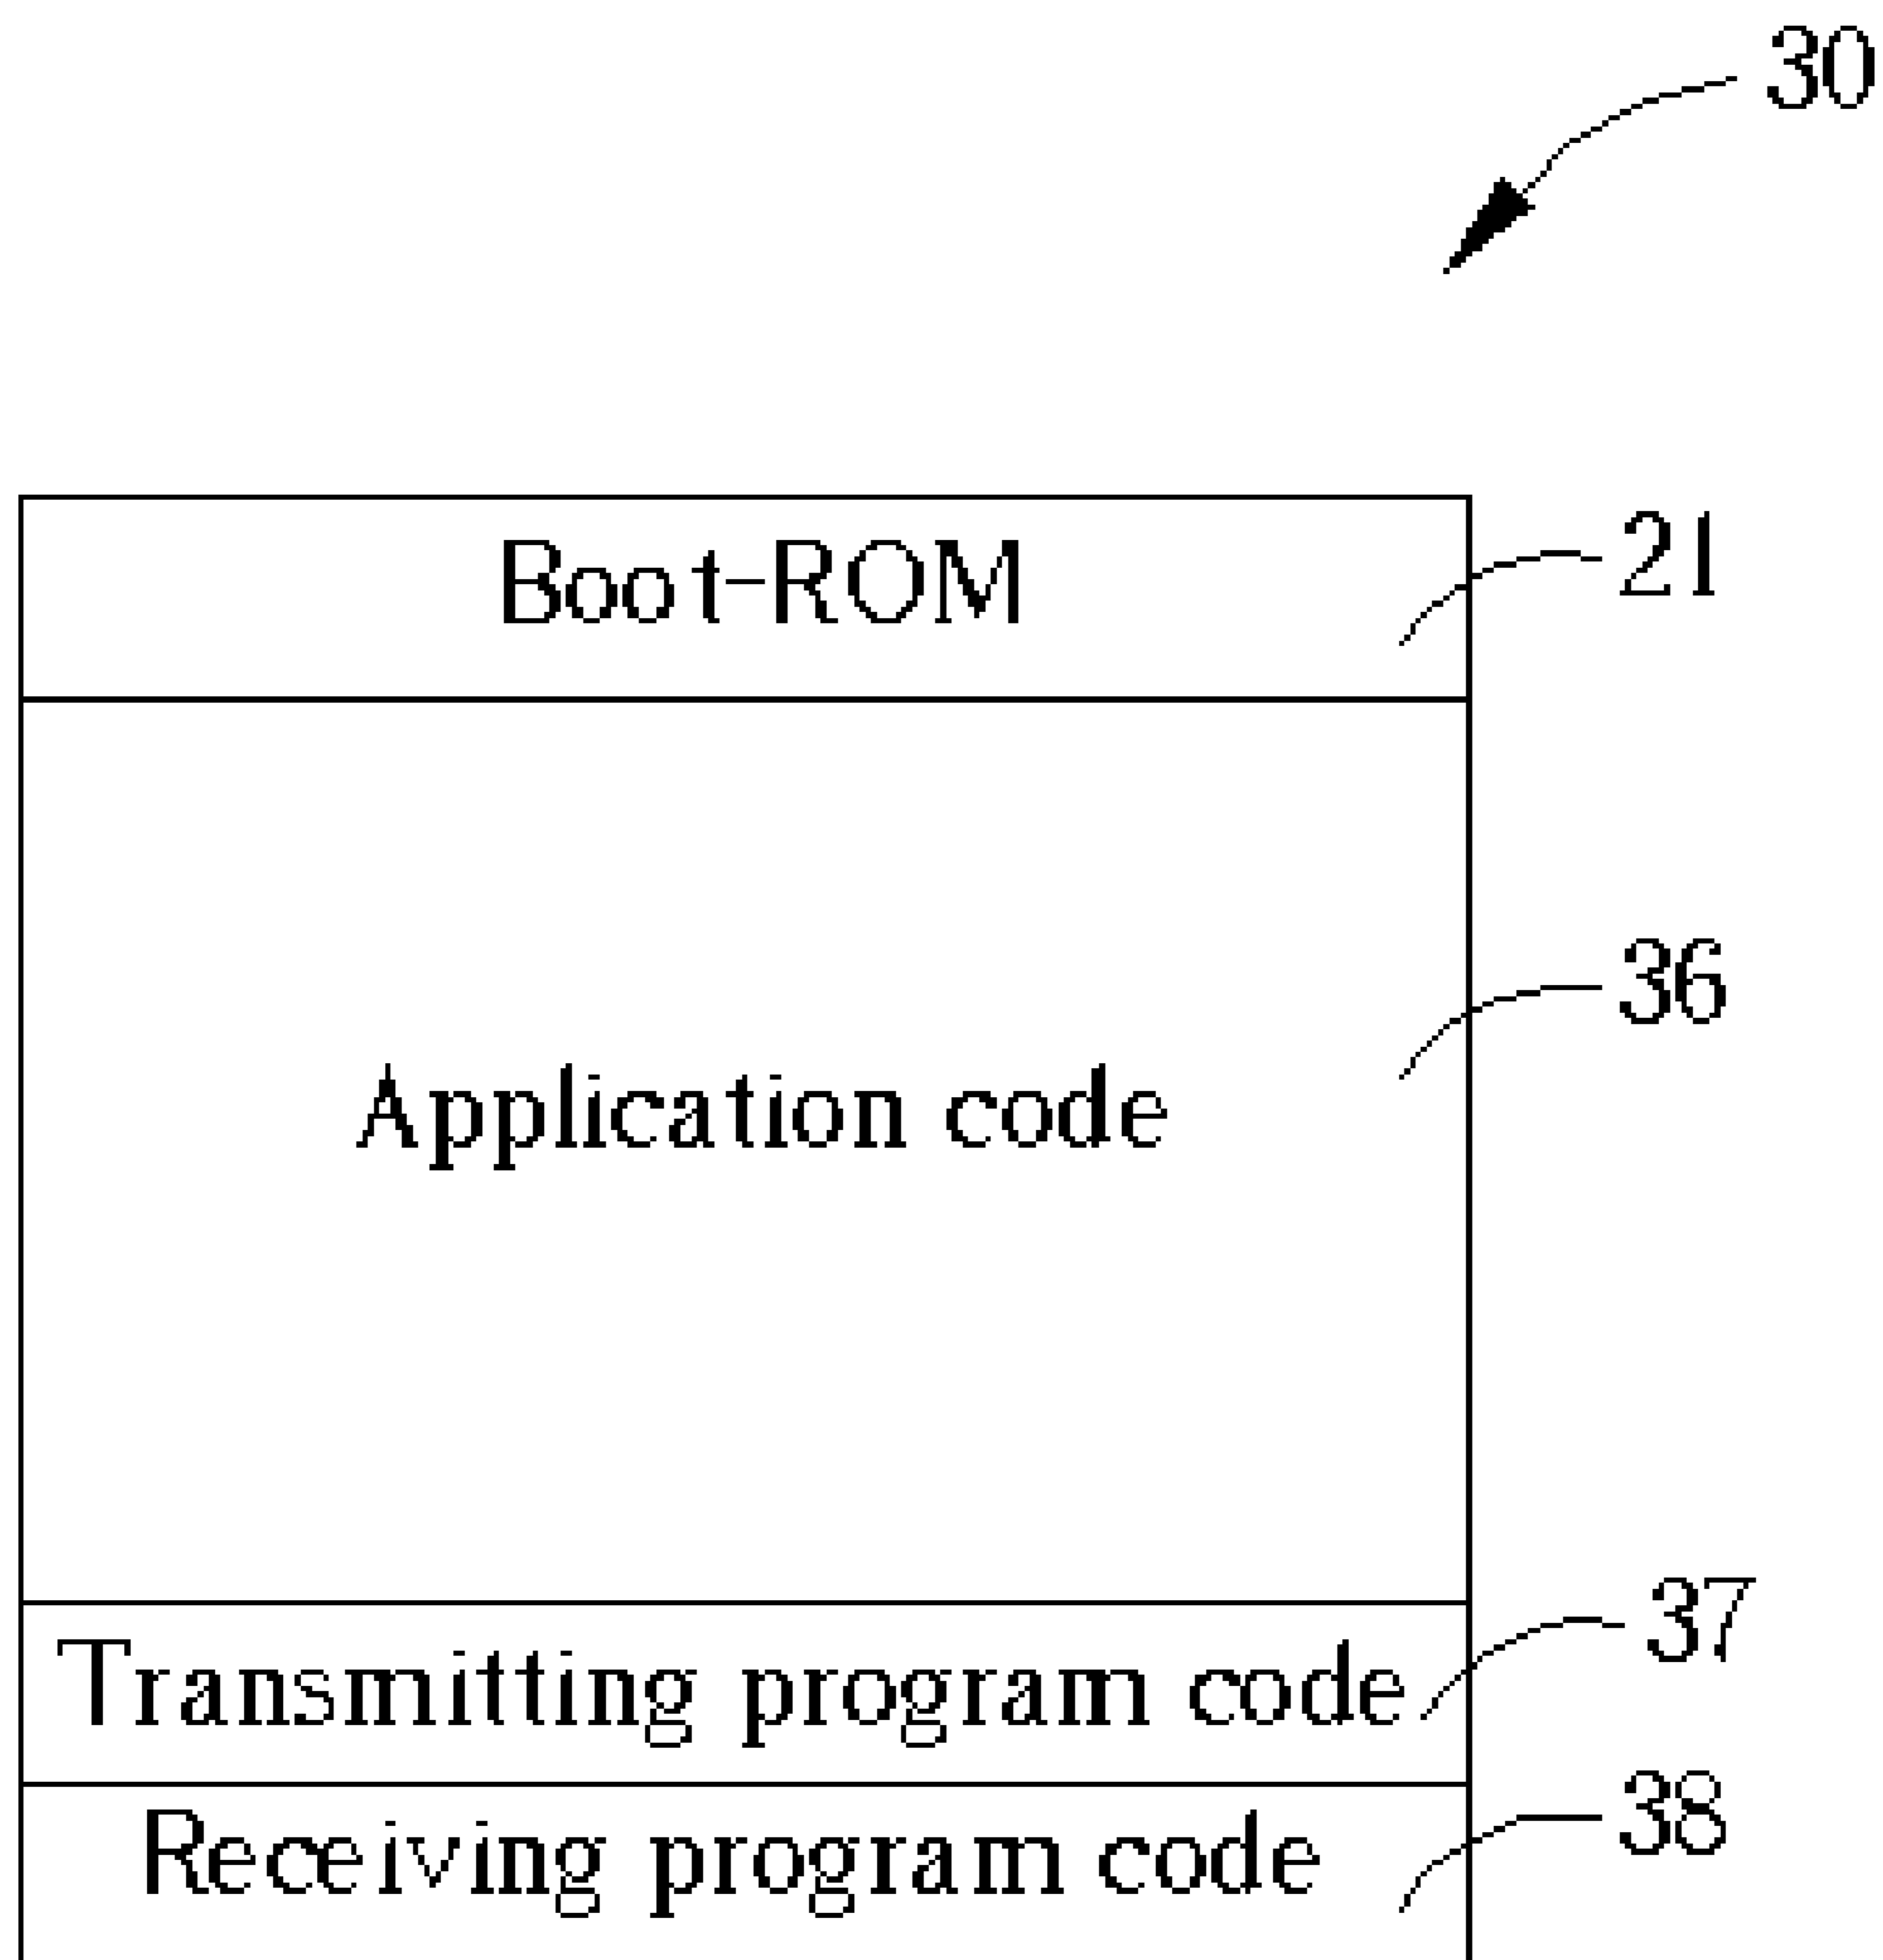 30
Boot-ROM 21
Application code 36
Transmitting program code 37
Receiving program code 38